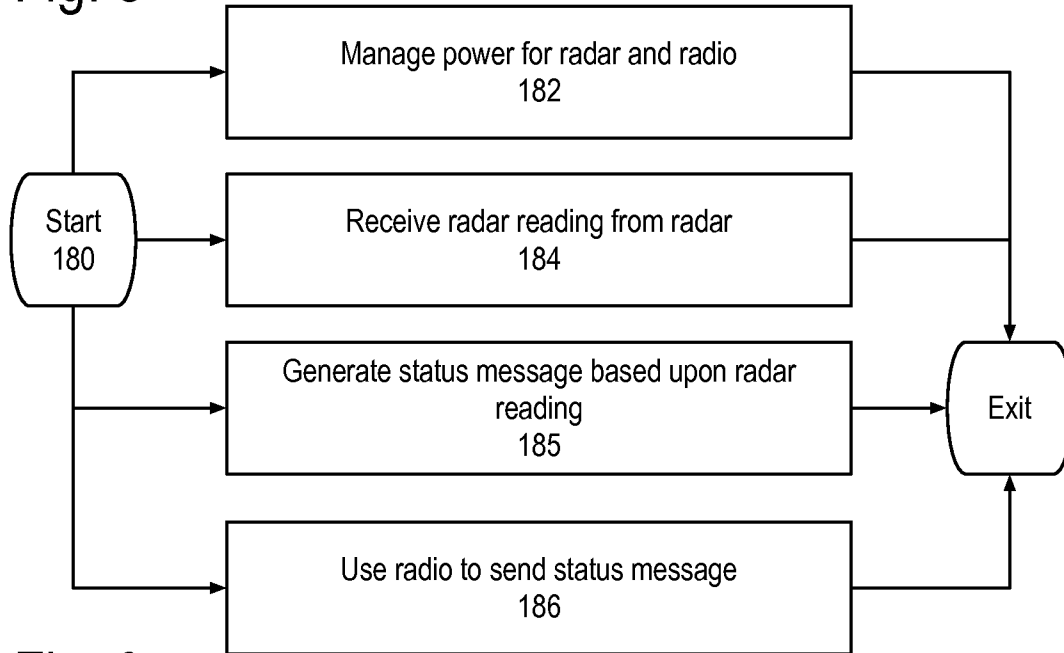 Manage power for radar and radio
182
Start
180
Receive radar reading from radar
184
Generate status message based upon radar
reading
185
Exit
Use radio to send status message
186